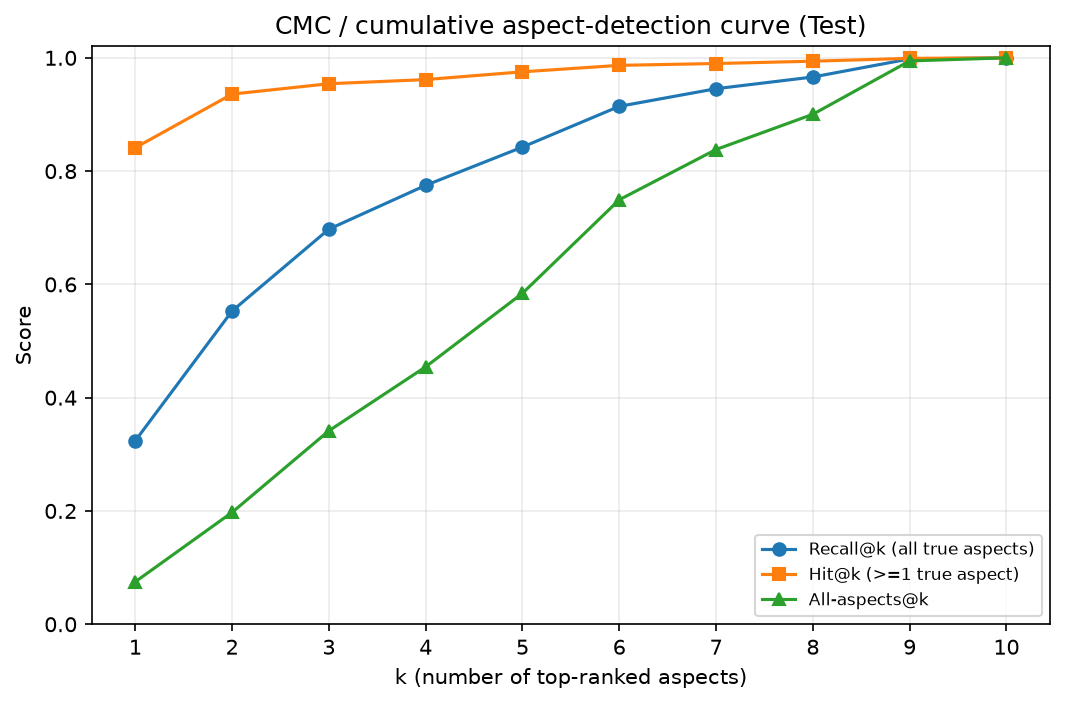 CMC / cumulative aspect-detection curve (Test)
1.0
0.8
0.6
0.4
0.2
0.0
Score
Recall@k (all true aspects)
Hit@k (>=1 true aspect)
All-aspects@k
1 2 3 4 5 6 7 8 9 10
k (number of top-ranked aspects)